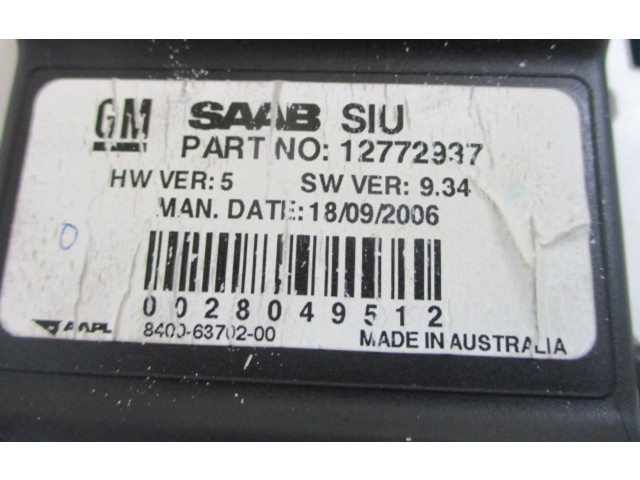 GM SAAB SIU
PART NO: 12772937
HW VER: 5 SW VER: 9.34
MAN. DATE: 18/09/2006
0028049512
AAPL 8400-63702-00 MADE IN AUSTRALIA